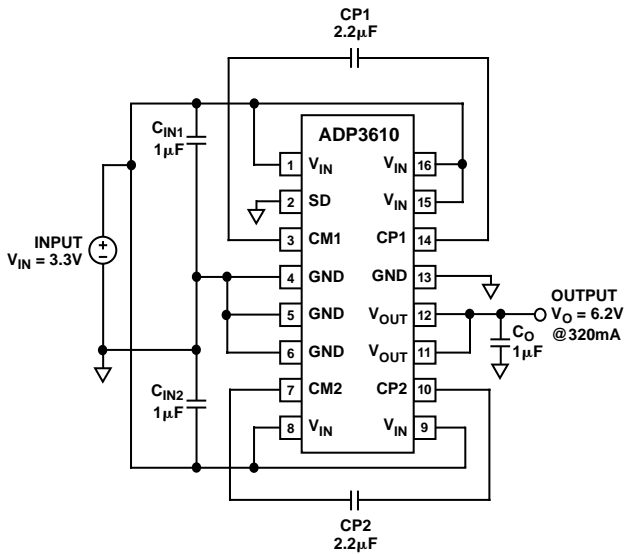 CP1
2.2μF
ADP3610
CIN1
1μF
1 VIN VIN 16
2 SD VIN 15
INPUT
VIN = 3.3V
+
–
3 CM1 CP1 14
4 GND GND 13
5 GND VOUT 12
6 GND VOUT 11
OUTPUT
VO = 6.2V
@320mA
CO
1μF
CIN2
1μF
7 CM2 CP2 10
8 VIN VIN 9
CP2
2.2μF